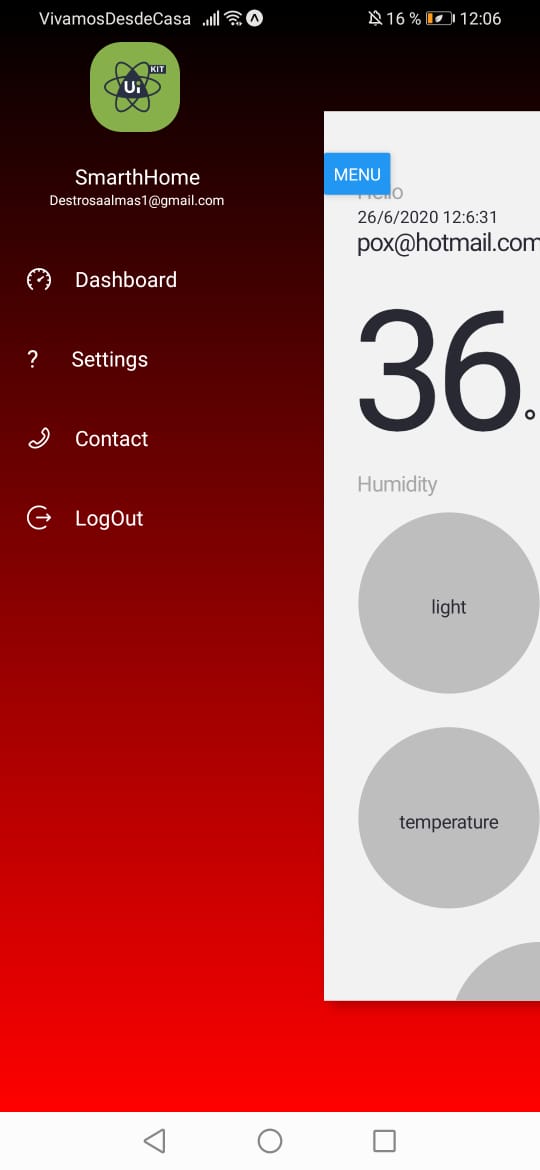 VivamosDesdeCasa
16 %
12:06
Ui
KIT
SmarthHome
Destrosaalmas1@gmail.com
Dashboard
? Settings
Contact
LogOut
MENU
Hello
26/6/2020 12:6:31
pox@hotmail.com
36.
Humidity
light
temperature